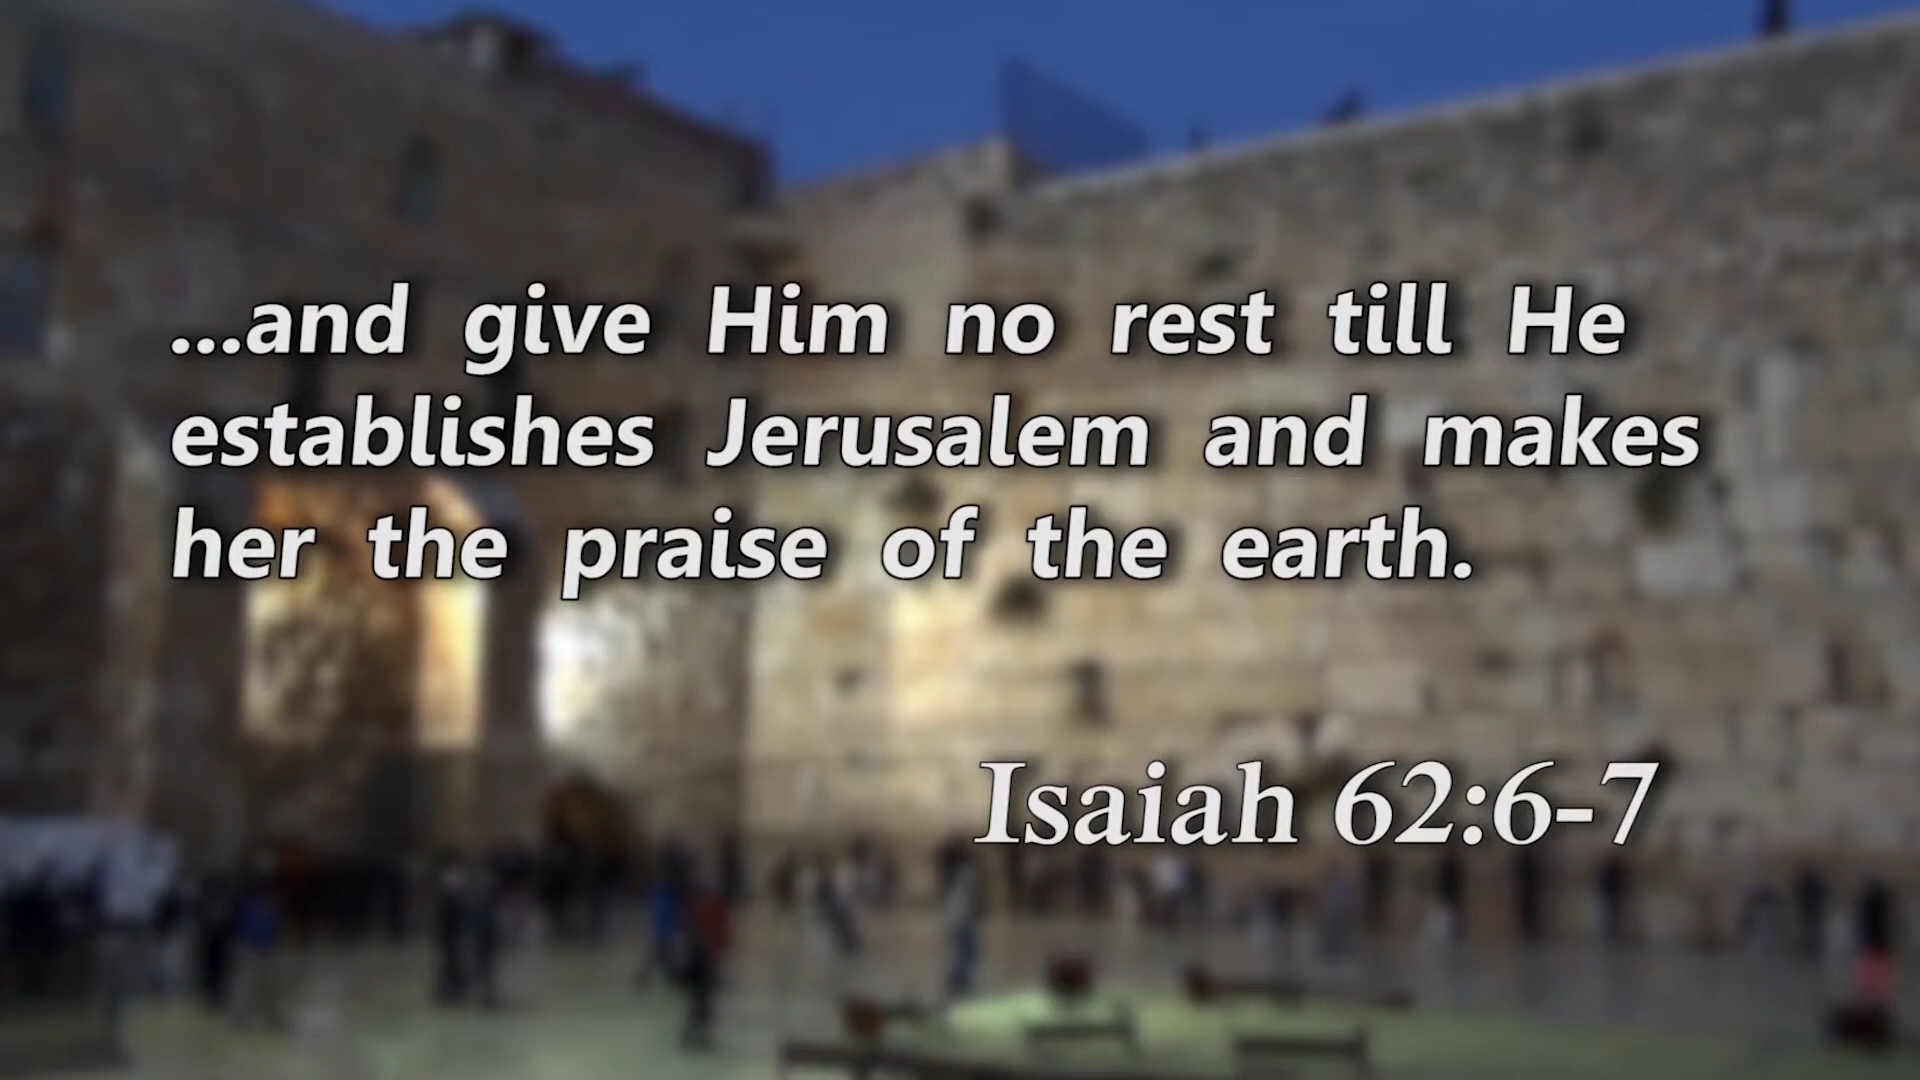 ...and give Him no rest till He
establishes Jerusalem and makes
her the praise of the earth.
Isaiah 62:6-7